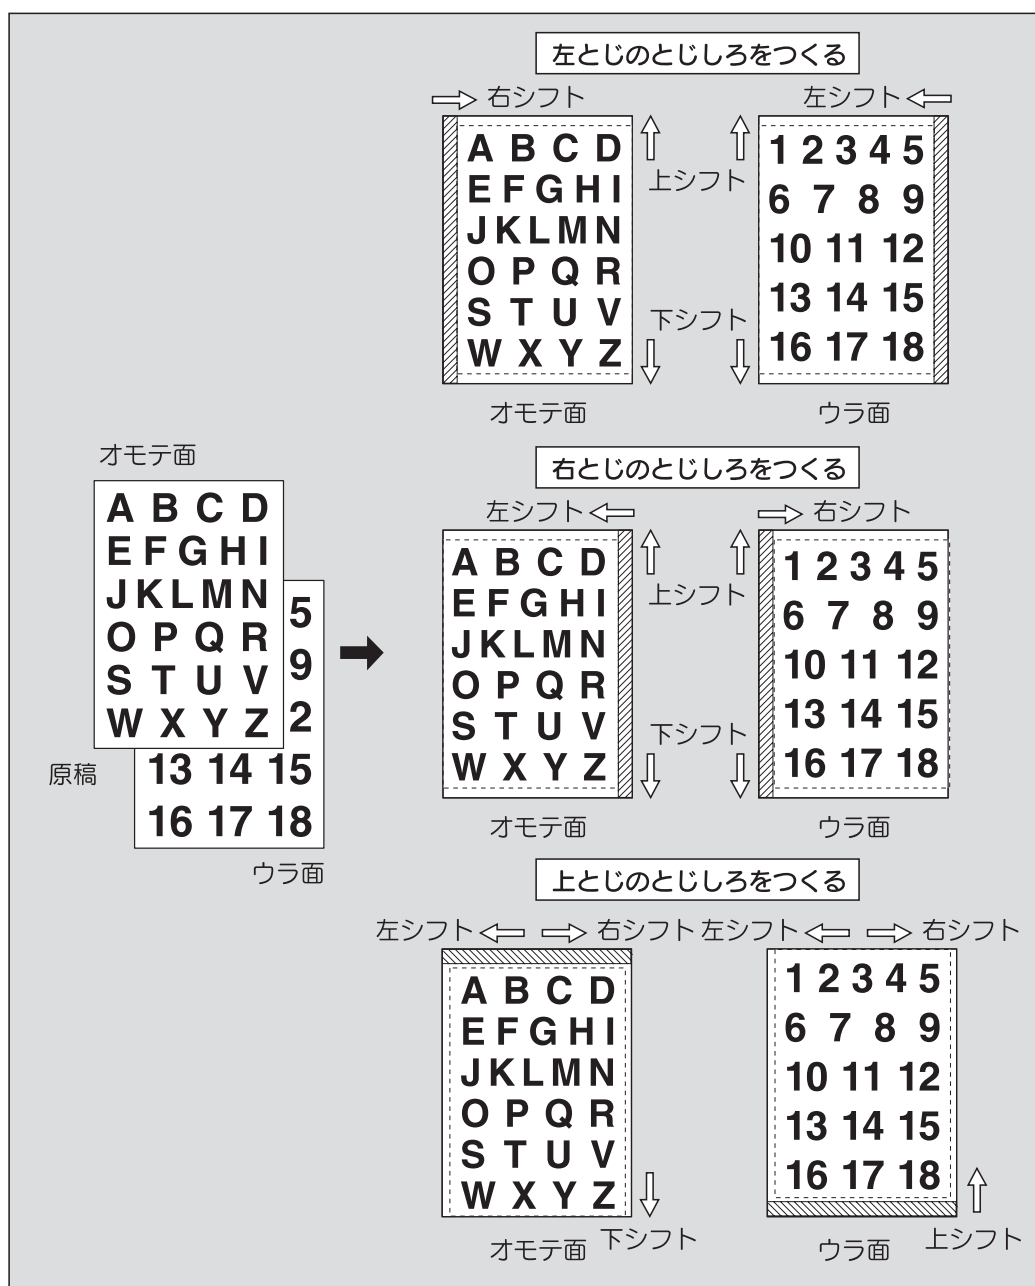 左とじのとじしろをつくる
右シフト
左シフト
A B C D
E F G H I
J K L M N
O P Q R
S T U V
W X Y Z
上シフト
下シフト
1 2 3 4 5
6 7 8 9
10 11 12
13 14 15
16 17 18
オモテ面
ウラ面
オモテ面
A B C D
E F G H I
J K L M N
O P Q R
S T U V
W X Y Z
5
9
2
13 14 15
16 17 18
原稿
ウラ面
右とじのとじしろをつくる
左シフト
右シフト
A B C D
E F G H I
J K L M N
O P Q R
S T U V
W X Y Z
上シフト
下シフト
1 2 3 4 5
6 7 8 9
10 11 12
13 14 15
16 17 18
オモテ面
ウラ面
上とじのとじしろをつくる
左シフト
右シフト
左シフト
右シフト
A B C D
E F G H I
J K L M N
O P Q R
S T U V
W X Y Z
1 2 3 4 5
6 7 8 9
10 11 12
13 14 15
16 17 18
オモテ面
下シフト
ウラ面
上シフト